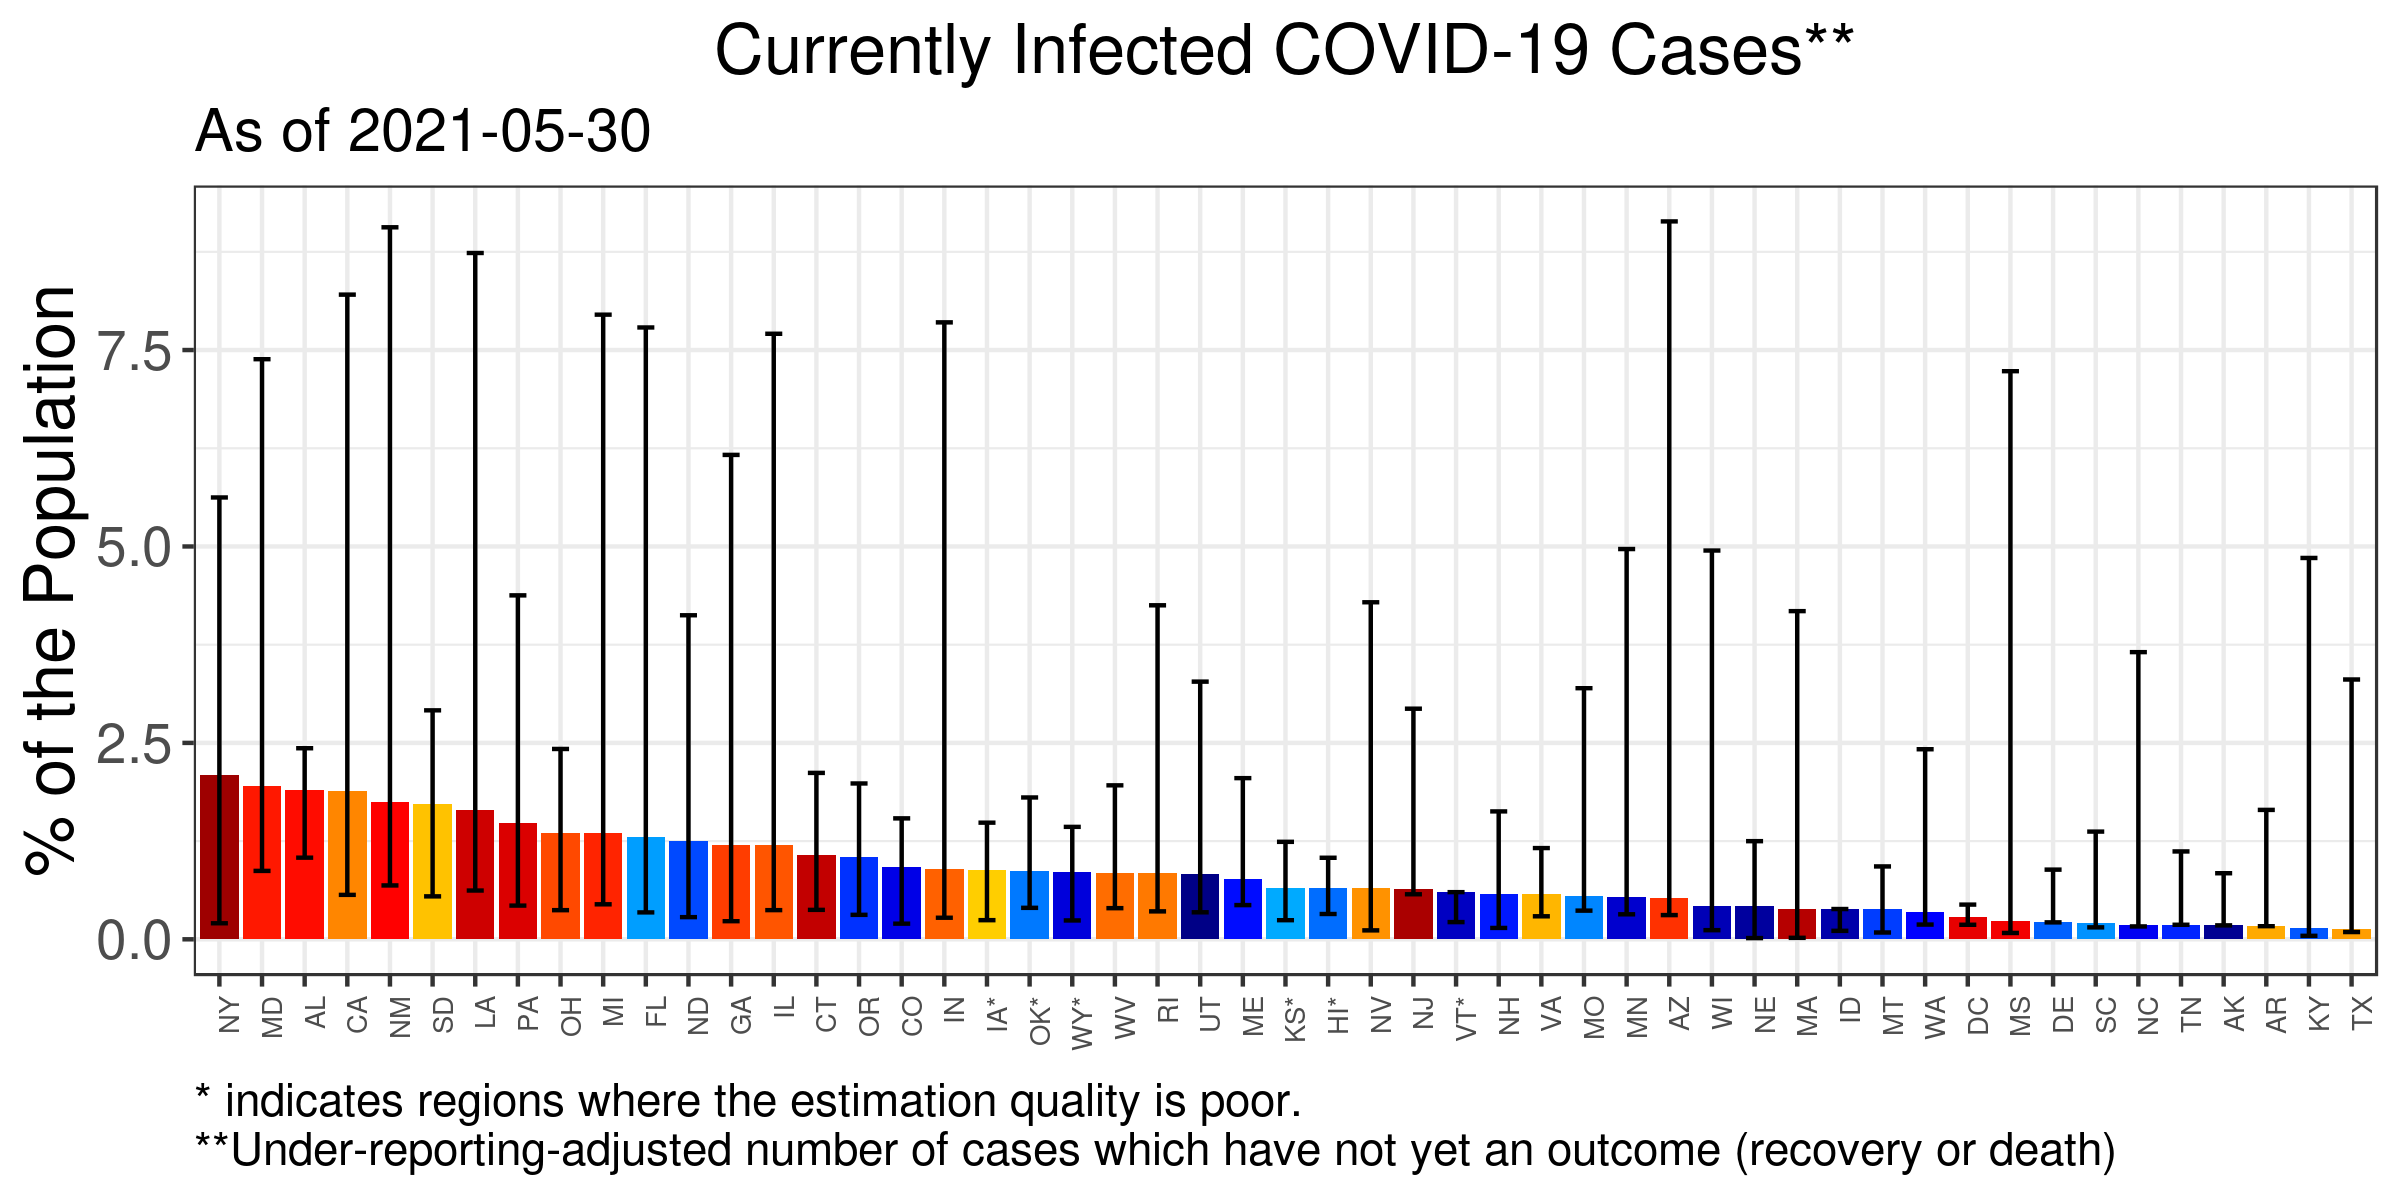 Currently Infected COVID-19 Cases**
As of 2021-05-30
% of the Population
7.5
5.0
2.5
0.0
NY MD AL CA NM SD LA PA OH MI FL ND GA IL CT OR CO IN IA* OK* WY* WV RI UT ME KS* HI* NV NJ VT* NH VA MO MN AZ WI NE MA ID MT WA DC MS DE SC NC TN AK AR KY TX
* indicates regions where the estimation quality is poor.
**Under-reporting-adjusted number of cases which have not yet an outcome (recovery or death)